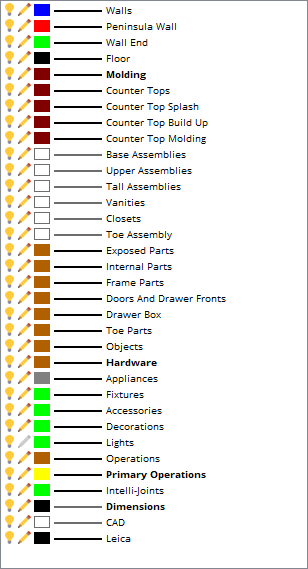 Walls
Peninsula Wall
Wall End
Floor
Molding
Counter Tops
Counter Top Splash
Counter Top Build Up
Counter Top Molding
Base Assemblies
Upper Assemblies
Tall Assemblies
Vanities
Closets
Toe Assembly
Exposed Parts
Internal Parts
Frame Parts
Doors And Drawer Fronts
Drawer Box
Toe Parts
Objects
Hardware
Appliances
Fixtures
Accessories
Decorations
Lights
Operations
Primary Operations
Intelli-Joints
Dimensions
CAD
Leica